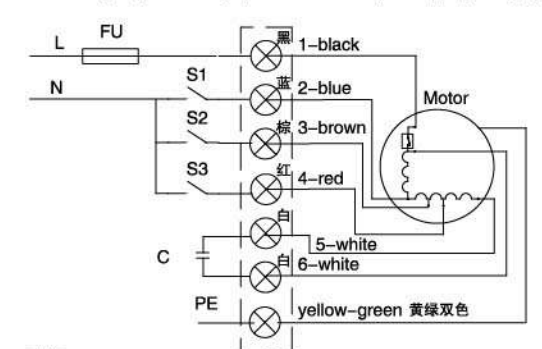 FU
L
黑 1-black
N
S1
蓝 2-blue
Motor
S2
棕 3-brown
S3
红 4-red
白
5-white
C
白 6-white
PE
yellow-green 黄绿双色